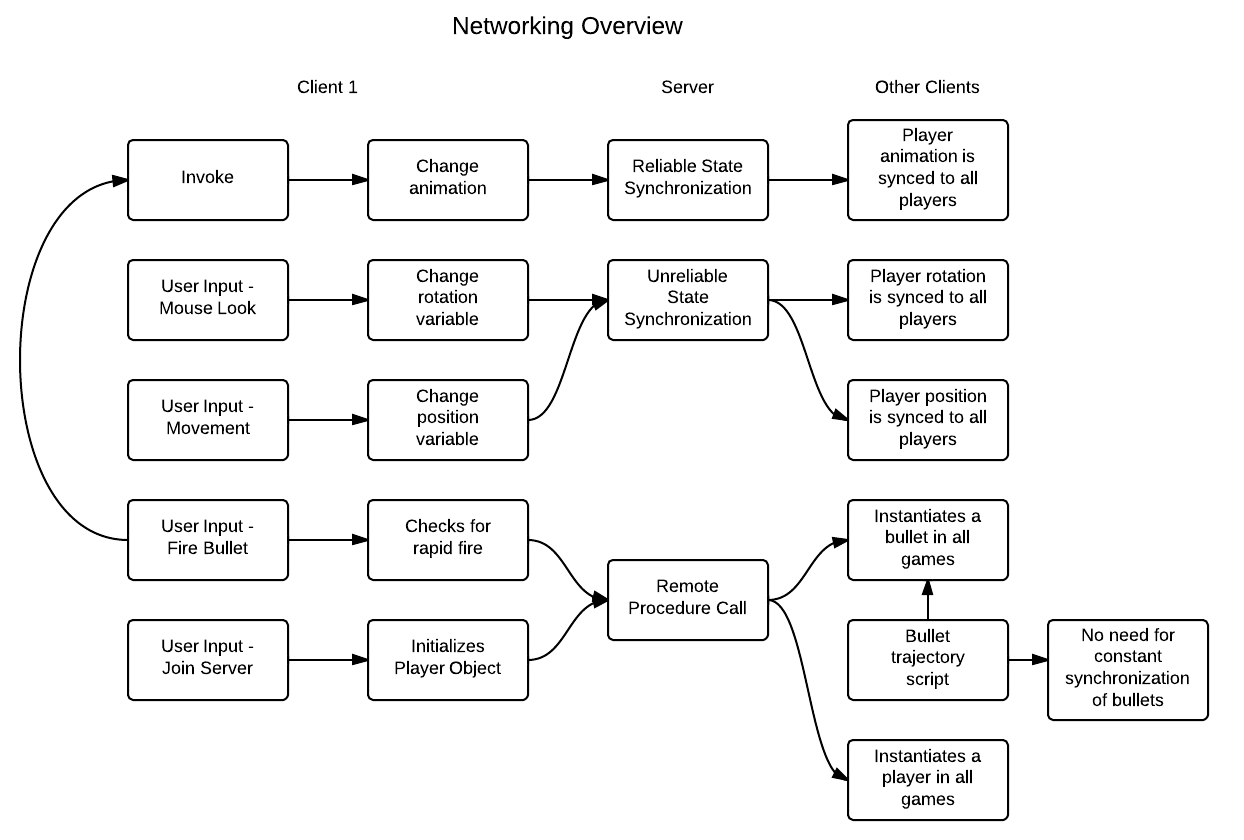 Networking Overview
Client 1
Server
Other Clients
Invoke
Change
animation
Reliable State
Synchronization
Player
animation is
synced to all
players
User Input -
Mouse Look
Change
rotation
variable
Unreliable
State
Synchronization
Player rotation
is synced to all
players
User Input -
Movement
Change
position
variable
Player position
is synced to all
players
User Input -
Fire Bullet
Checks for
rapid fire
Remote
Procedure Call
Instantiates a
bullet in all
games
User Input -
Join Server
Initializes
Player Object
Bullet
trajectory
script
No need for
constant
synchronization
of bullets
Instantiates a
player in all
games